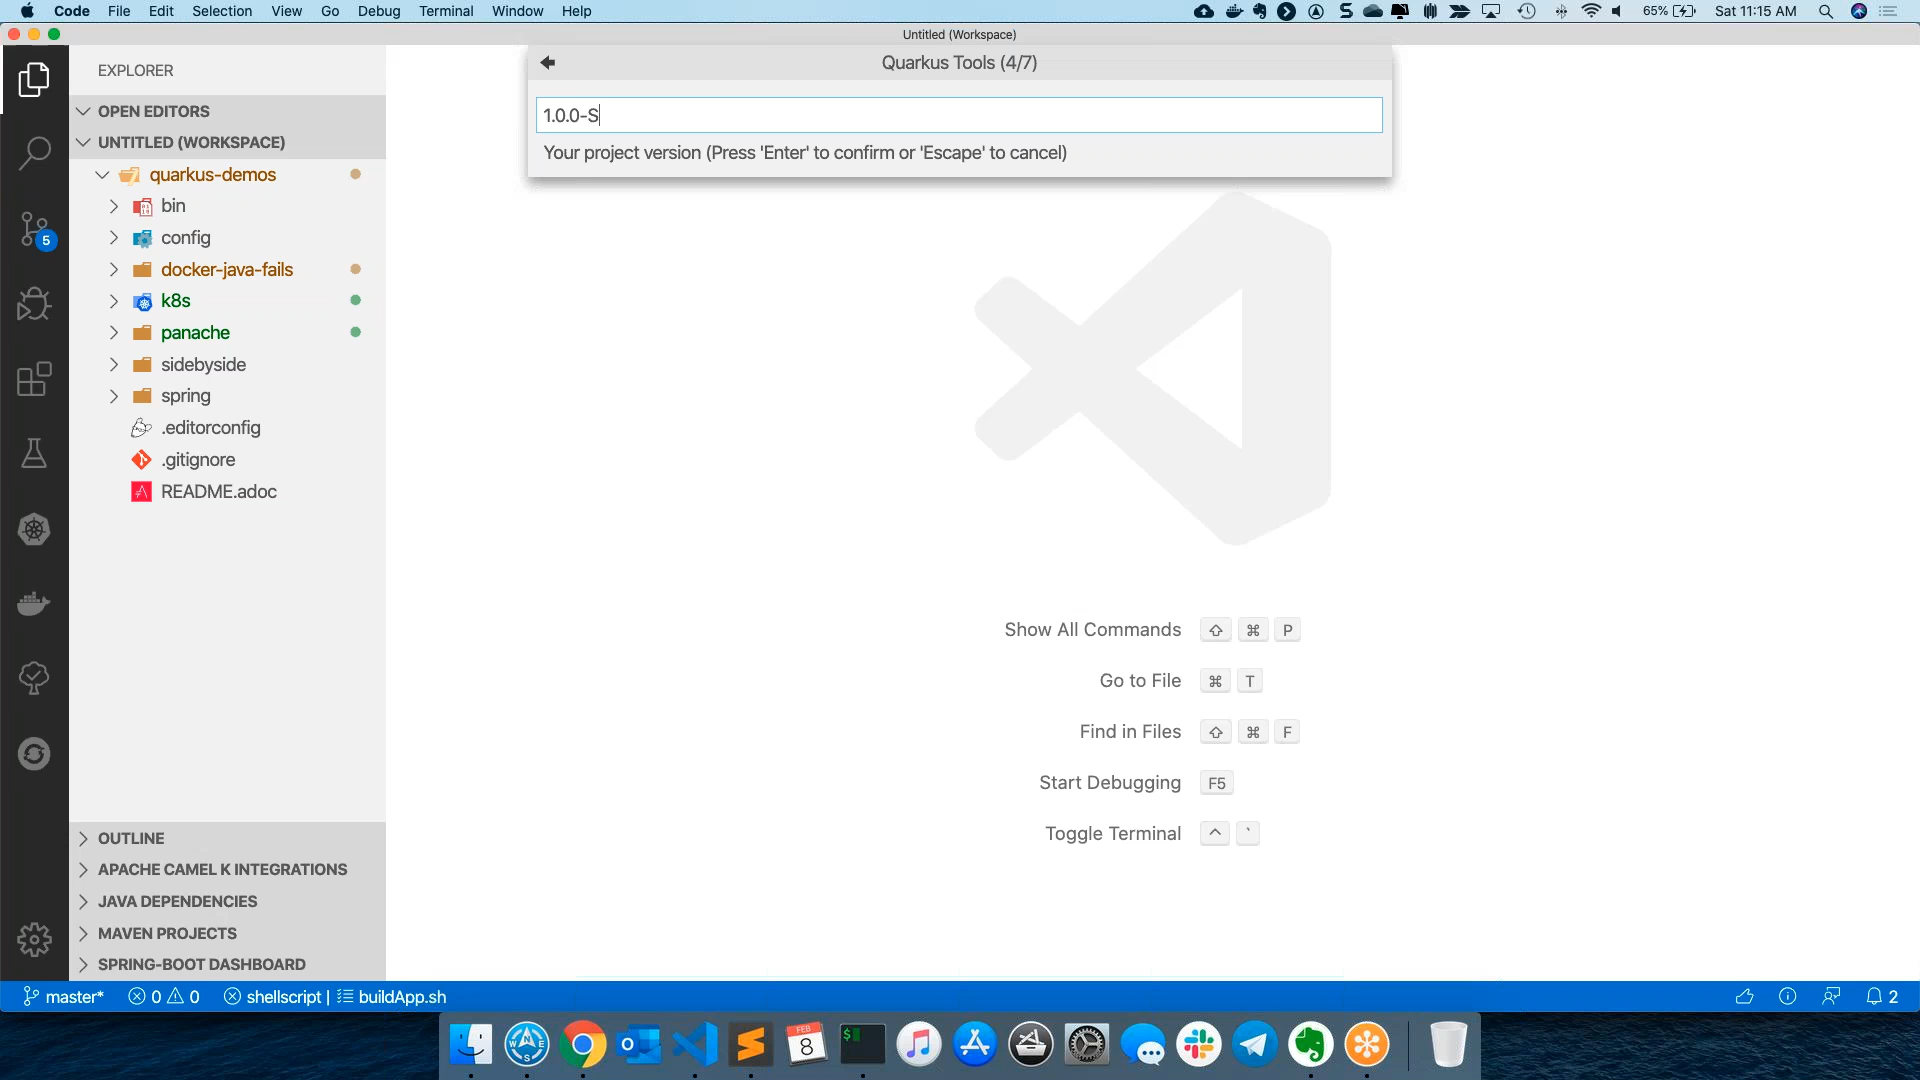 Code File Edit Selection View Go Debug Terminal Window Help
65% Sat 11:15 AM
Untitled (Workspace)
EXPLORER
OPEN EDITORS
UNTITLED (WORKSPACE)
quarkus-demos
bin
config
docker-java-fails
k8s
panache
sidebyside
spring
.editorconfig
.gitignore
README.adoc
5
OUTLINE
APACHE CAMEL K INTEGRATIONS
JAVA DEPENDENCIES
MAVEN PROJECTS
SPRING-BOOT DASHBOARD
Quarkus Tools (4/7)
1.0.0-S
Your project version (Press 'Enter' to confirm or 'Escape' to cancel)
Show All Commands ⇧ ⌘ P
Go to File ⌘ T
Find in Files ⇧ ⌘ F
Start Debugging F5
Toggle Terminal ^ `
master* 0 0 shellscript | buildApp.sh 2
FEB
8